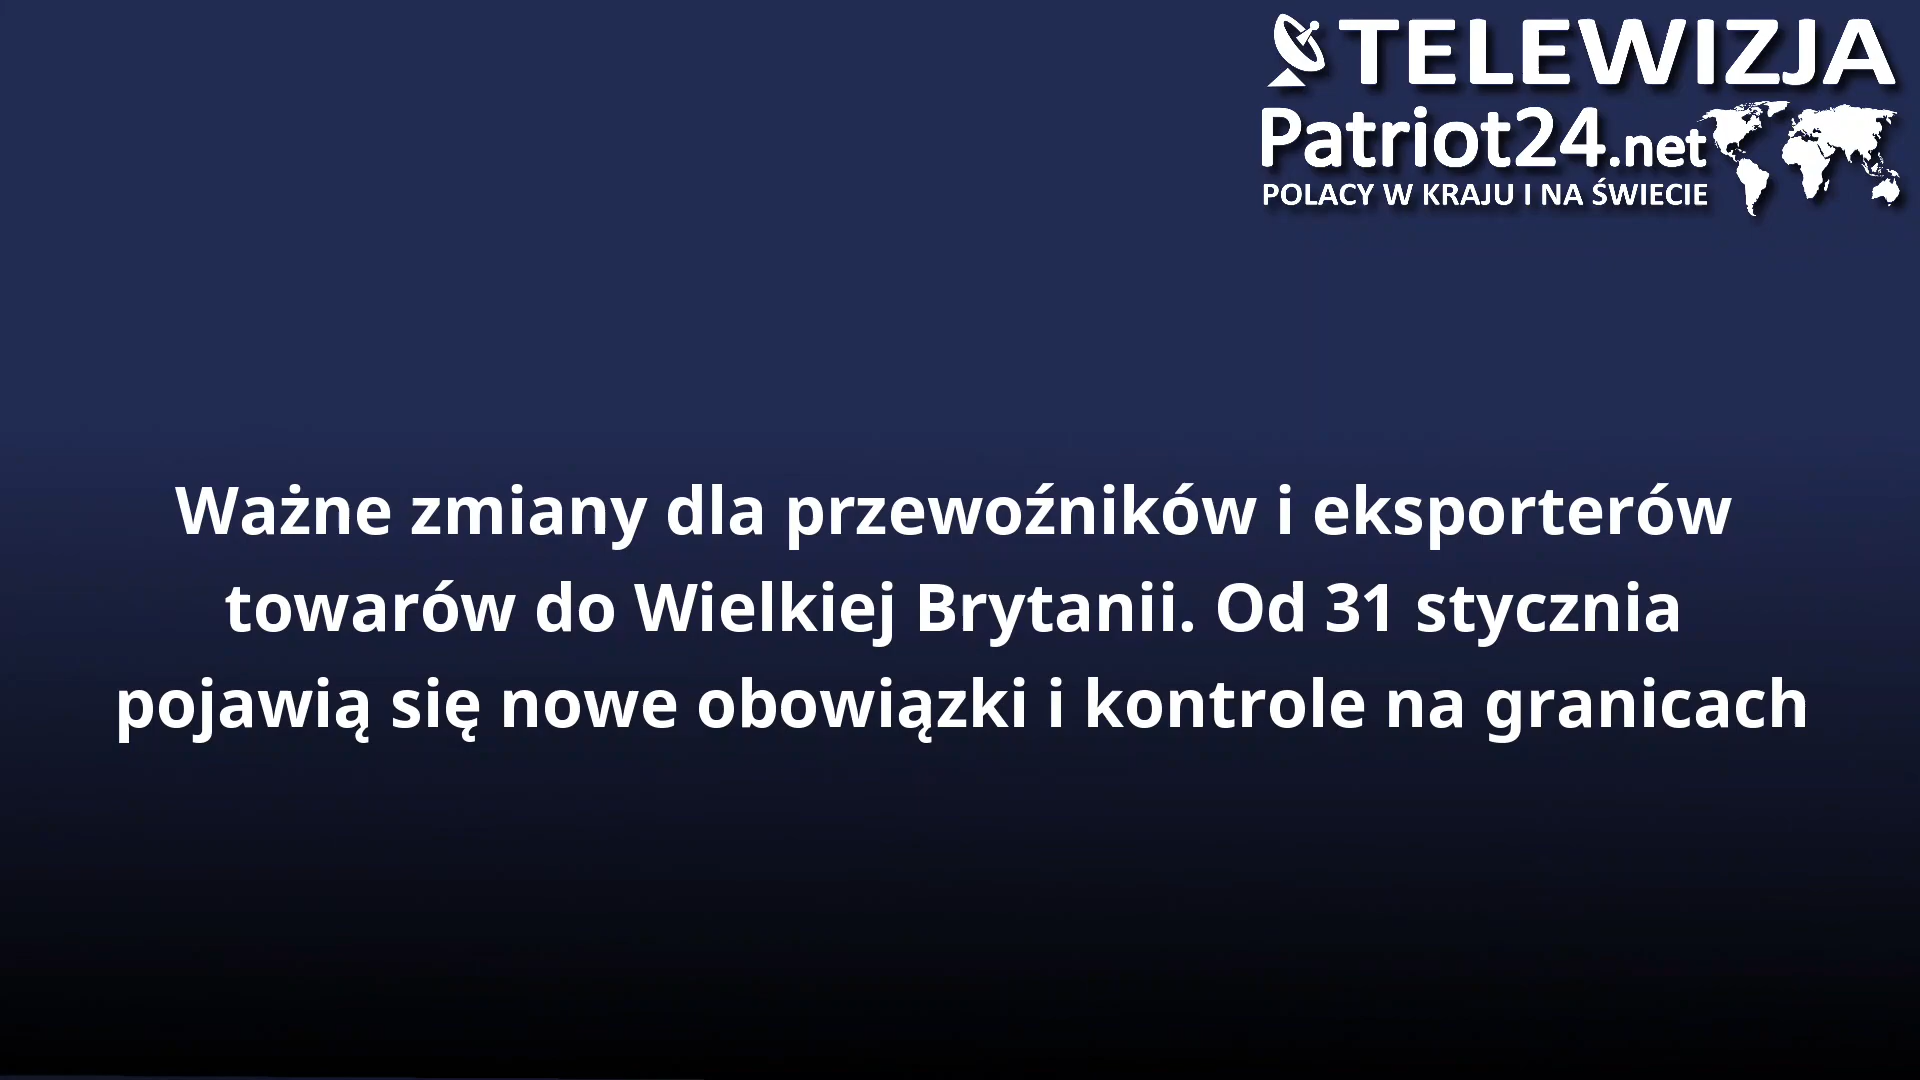 TELEWIZJA
Patriot24.net
POLACY W KRAJU I NA ŚWIECIE
Ważne zmiany dla przewoźników i eksporterów
towarów do Wielkiej Brytanii. Od 31 stycznia
pojawią się nowe obowiązki i kontrole na granicach